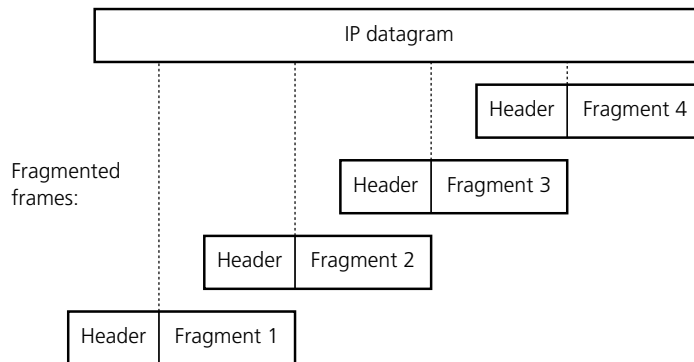 IP datagram
Header Fragment 4
Fragmented
frames:
Header Fragment 3
Header Fragment 2
Header Fragment 1